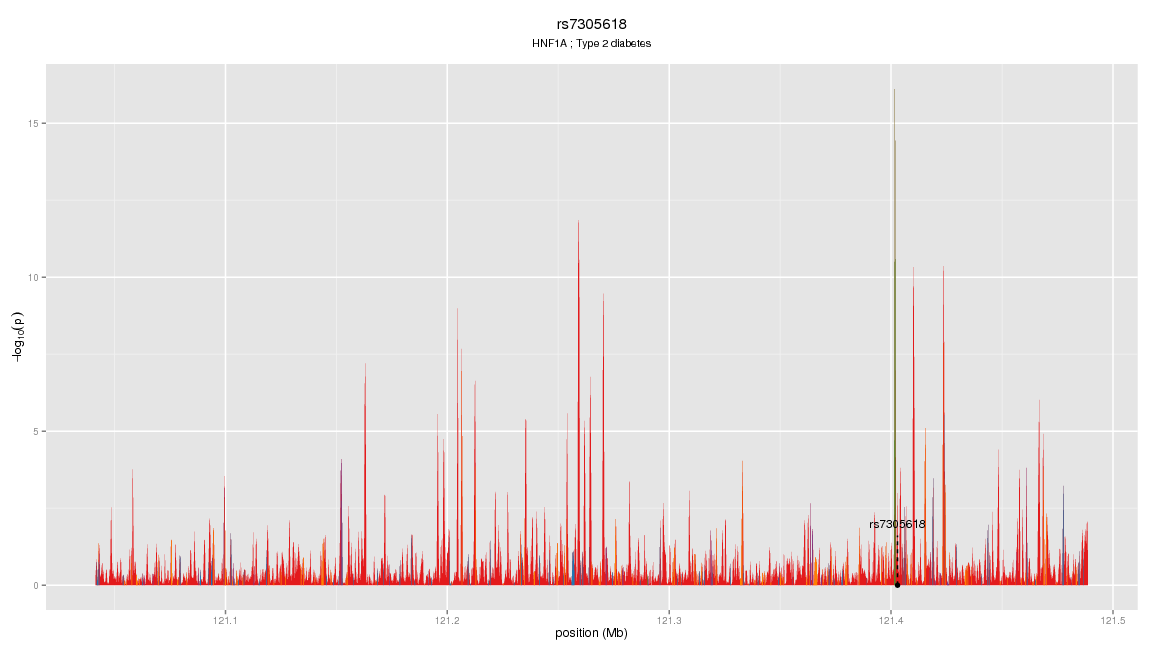 rs7305618
HNF1A ; Type 2 diabetes
15
10
5
0
−log10(p)
rs7305618
121.1
121.2
121.3
121.4
121.5
position (Mb)